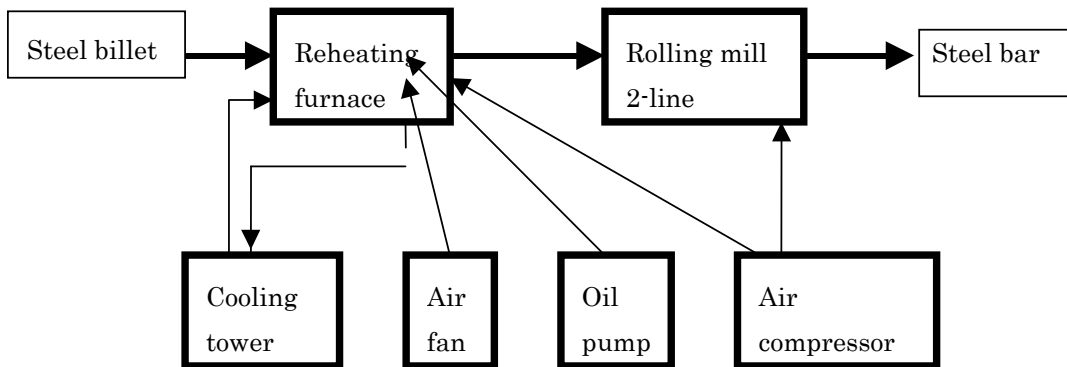 Steel billet
Reheating
furnace
Rolling mill
2-line
Steel bar
Cooling
tower
Air
fan
Oil
pump
Air
compressor